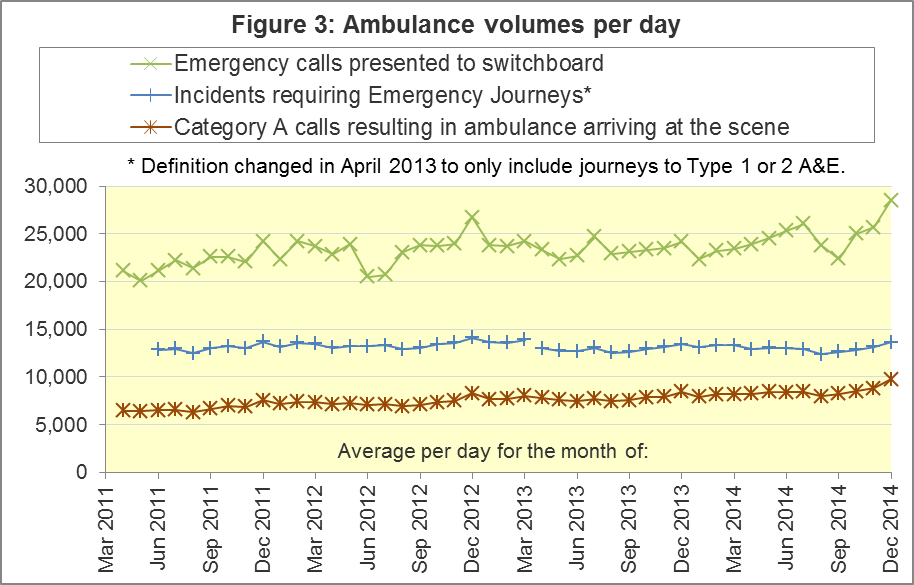 Figure 3: Ambulance volumes per day
Emergency calls presented to switchboard
Incidents requiring Emergency Journeys*
Category A calls resulting in ambulance arriving at the scene
* Definition changed in April 2013 to only include journeys to Type 1 or 2 A&E.
30,000
25,000
20,000
15,000
10,000
5,000
0
Average per day for the month of:
Mar 2011
Jun 2011
Sep 2011
Dec 2011
Mar 2012
Jun 2012
Sep 2012
Dec 2012
Mar 2013
Jun 2013
Sep 2013
Dec 2013
Mar 2014
Jun 2014
Sep 2014
Dec 2014